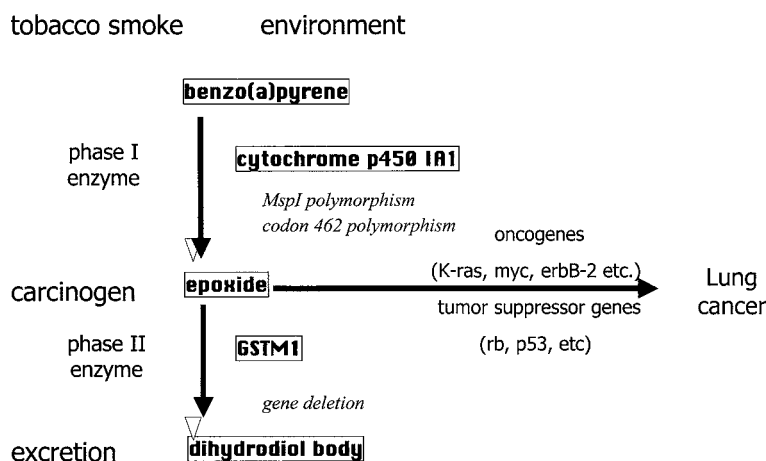 tobacco smoke environment
benzo(a)pyrene
phase I
enzyme
cytochrome p450 IA1
MspI polymorphism
codon 462 polymorphism
oncogenes
(K-ras, myc, erbB-2 etc.)
carcinogen
epoxide
Lung
cancer
tumor suppressor genes
(rb, p53, etc)
phase II
enzyme
GSTM1
gene deletion
excretion
dihydrodiol body